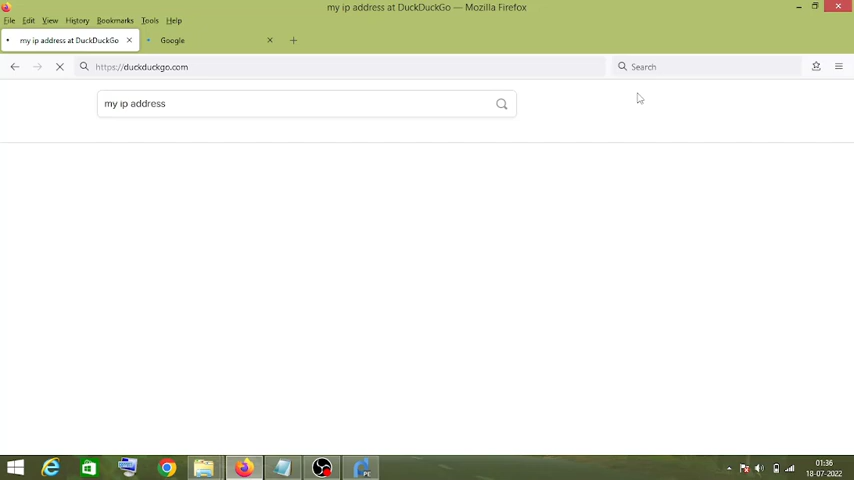 my ip address at DuckDuckGo — Mozilla Firefox
File Edit View History Bookmarks Tools Help
my ip address at DuckDuckGo
Google
https://duckduckgo.com
Search
my ip address
PC
01:36
18-07-2022